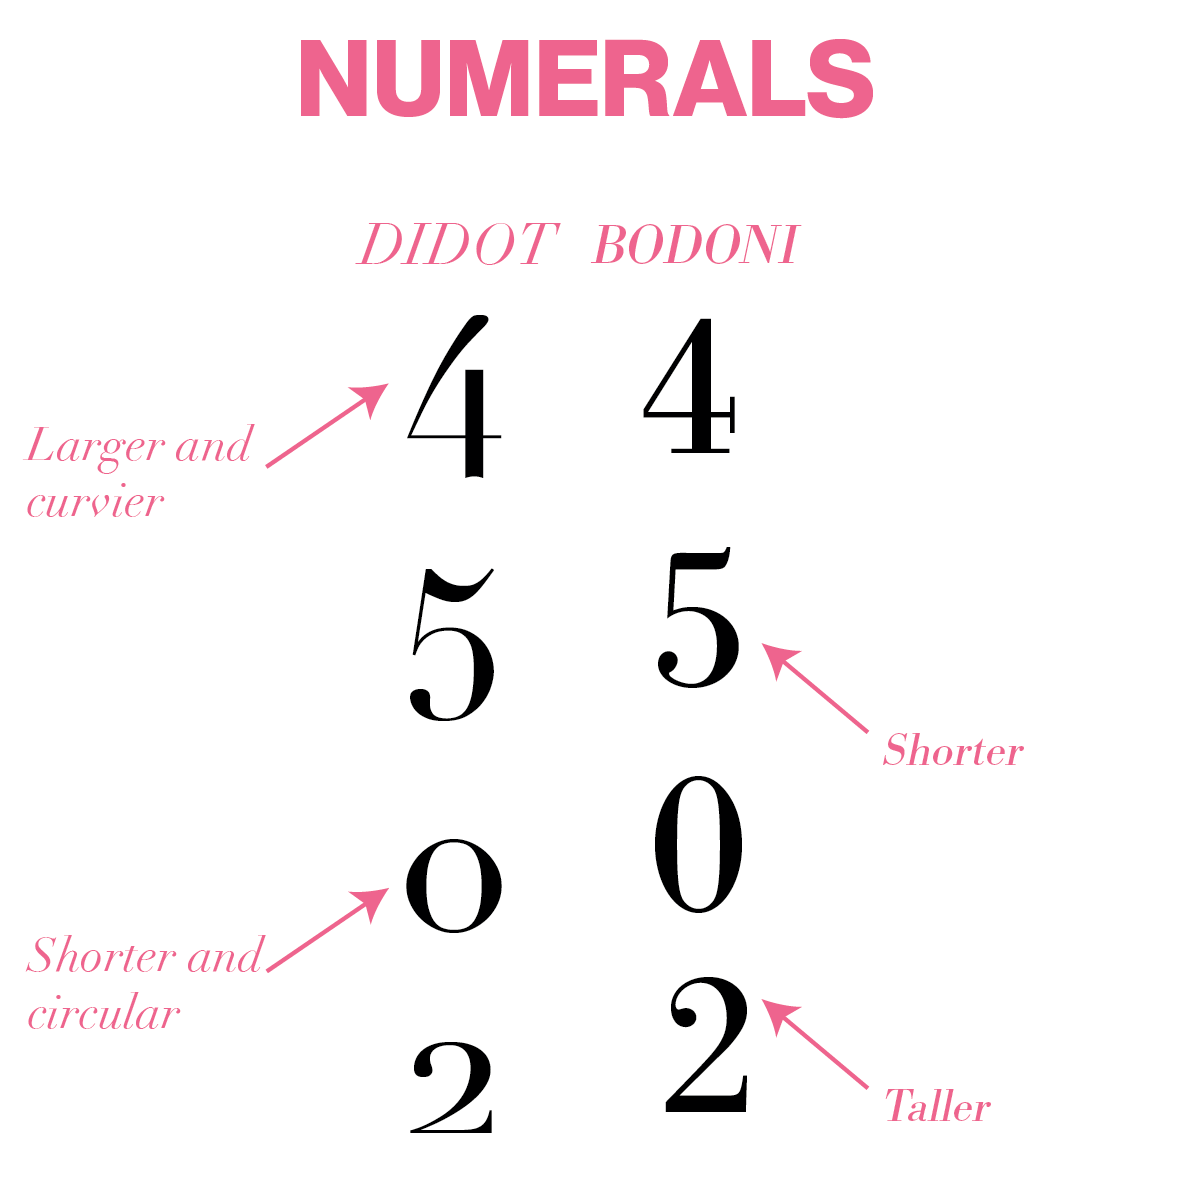 NUMERALS
DIDOT BODONI
4 4
Larger and
curvier
5 5
Shorter
0 0
Shorter and
circular
2 2
Taller